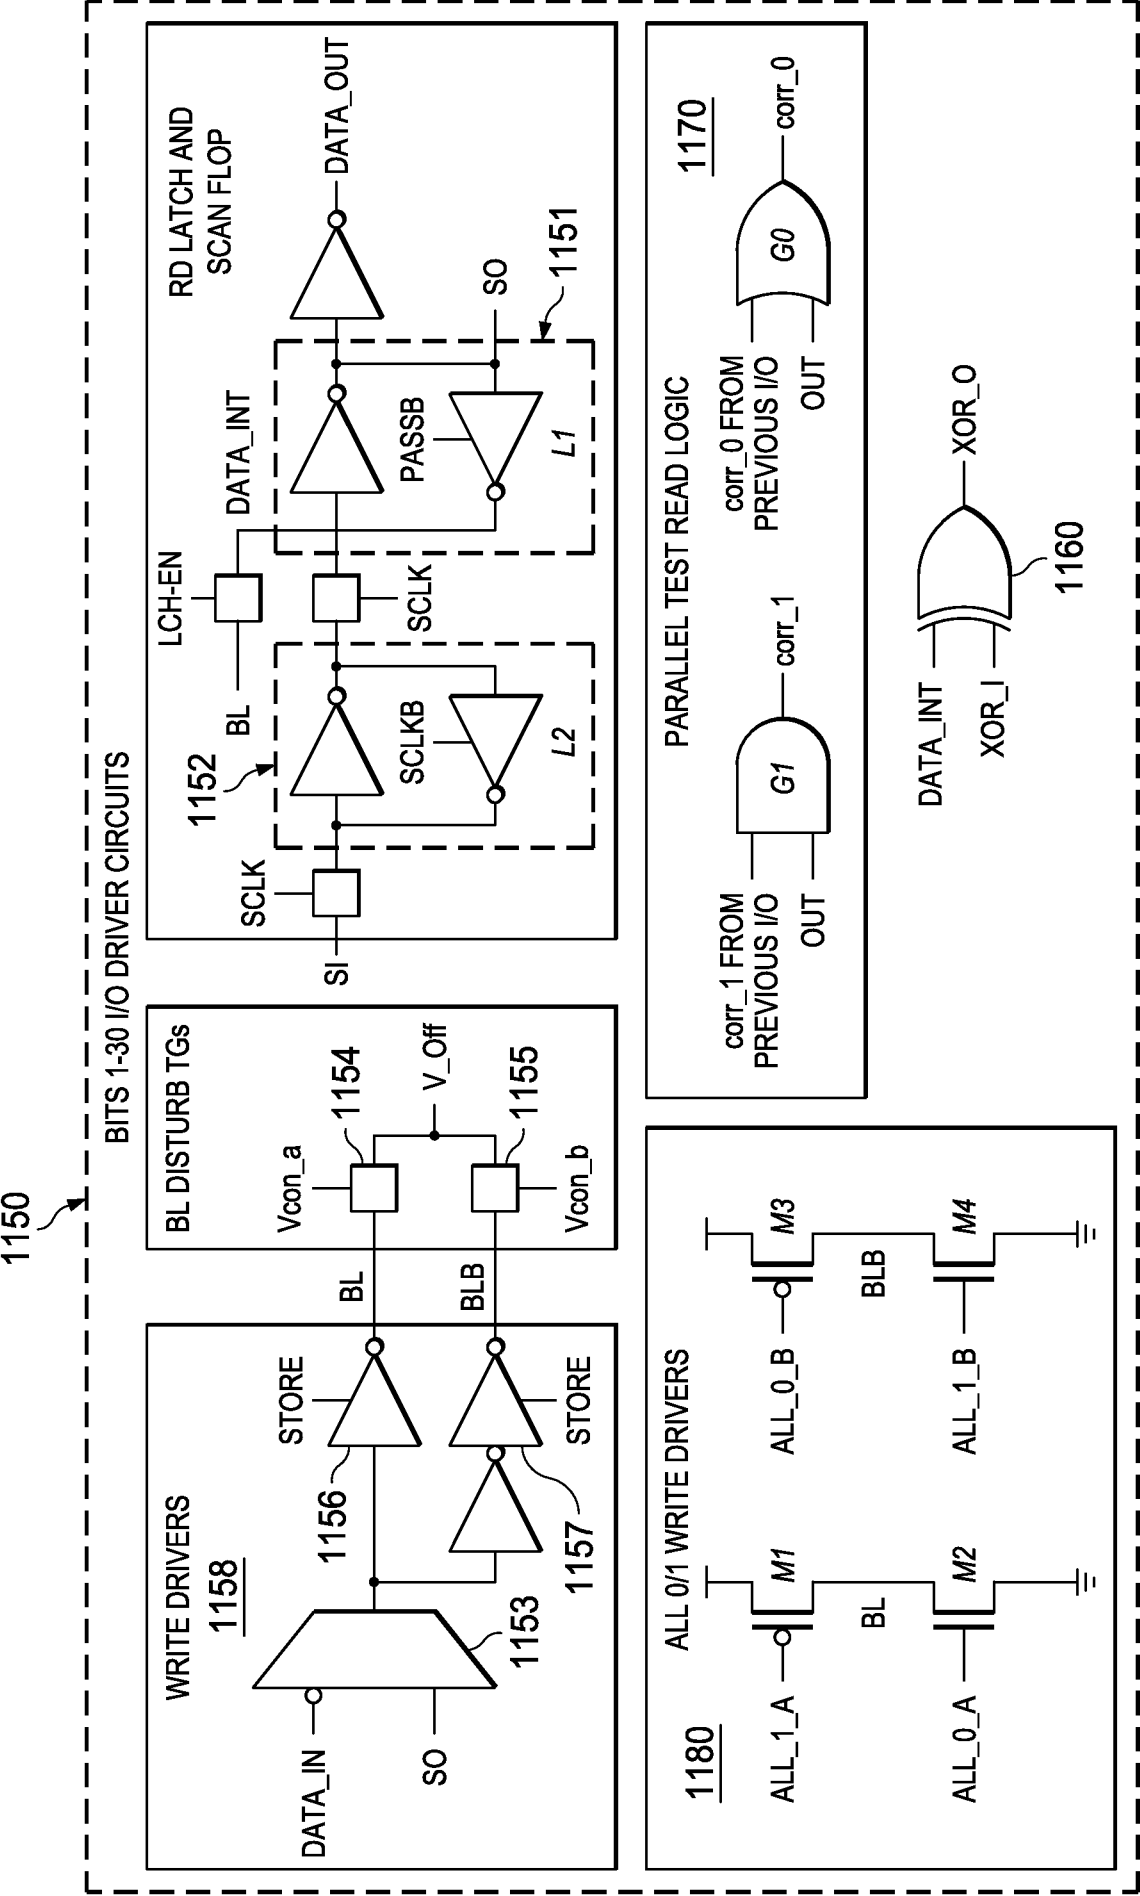 1150
BITS 1-30 I/O DRIVER CIRCUITS
WRITE DRIVERS
1158
DATA_IN
SO
1153
1156
STORE
1157
STORE
BL
BLB
BL DISTURB TGs
Vcon_a
1154
V_Off
1155
Vcon_b
RD LATCH AND
SCAN FLOP
SI
SCLK
1152
SCLKB
L2
BL
LCH-EN
SCLK
DATA_INT
PASSB
L1
SO
1151
DATA_OUT
ALL 0/1 WRITE DRIVERS
1180
ALL_1_A
M1
BL
ALL_0_A
M2
ALL_0_B
M3
BLB
ALL_1_B
M4
PARALLEL TEST READ LOGIC
1170
corr_1 FROM
PREVIOUS I/O
OUT
G1
corr_1
corr_0 FROM
PREVIOUS I/O
OUT
G0
corr_0
DATA_INT
XOR_I
XOR_O
1160